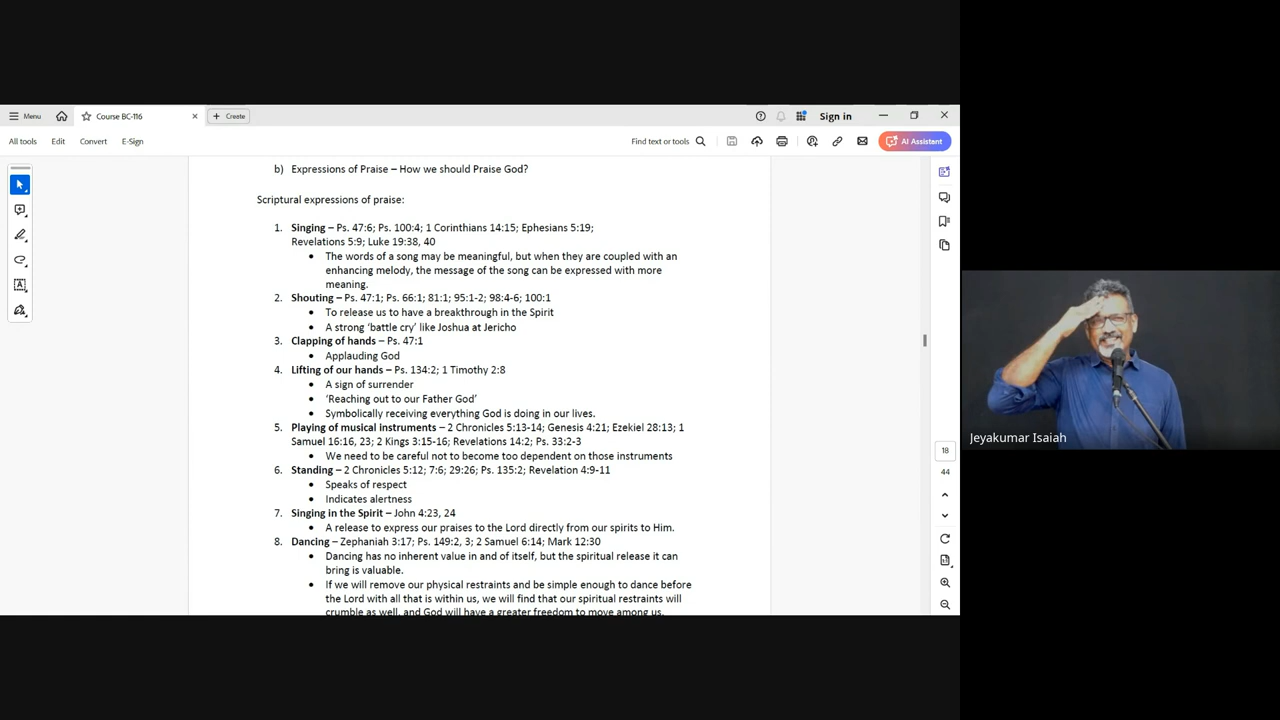 Menu
Course BC-116
Create
Sign in
All tools
Edit
Convert
E-Sign
Find text or tools
AI Assistant
b) Expressions of Praise – How we should Praise God?
Scriptural expressions of praise:
1. Singing – Ps. 47:6; Ps. 100:4; 1 Corinthians 14:15; Ephesians 5:19;
Revelations 5:9; Luke 19:38, 40
• The words of a song may be meaningful, but when they are coupled with an
enhancing melody, the message of the song can be expressed with more
meaning.
2. Shouting – Ps. 47:1; Ps. 66:1; 81:1; 95:1-2; 98:4-6; 100:1
• To release us to have a breakthrough in the Spirit
• A strong ‘battle cry’ like Joshua at Jericho
3. Clapping of hands – Ps. 47:1
• Applauding God
4. Lifting of our hands – Ps. 134:2; 1 Timothy 2:8
• A sign of surrender
• ‘Reaching out to our Father God’
• Symbolically receiving everything God is doing in our lives.
5. Playing of musical instruments – 2 Chronicles 5:13-14; Genesis 4:21; Ezekiel 28:13; 1
Samuel 16:16, 23; 2 Kings 3:15-16; Revelations 14:2; Ps. 33:2-3
• We need to be careful not to become too dependent on those instruments
6. Standing – 2 Chronicles 5:12; 7:6; 29:26; Ps. 135:2; Revelation 4:9-11
• Speaks of respect
• Indicates alertness
7. Singing in the Spirit – John 4:23, 24
• A release to express our praises to the Lord directly from our spirits to Him.
8. Dancing – Zephaniah 3:17; Ps. 149:2, 3; 2 Samuel 6:14; Mark 12:30
• Dancing has no inherent value in and of itself, but the spiritual release it can
bring is valuable.
• If we will remove our physical restraints and be simple enough to dance before
the Lord with all that is within us, we will find that our spiritual restraints will
crumble as well, and God will have a greater freedom to move among us.
18
44
Jeyakumar Isaiah